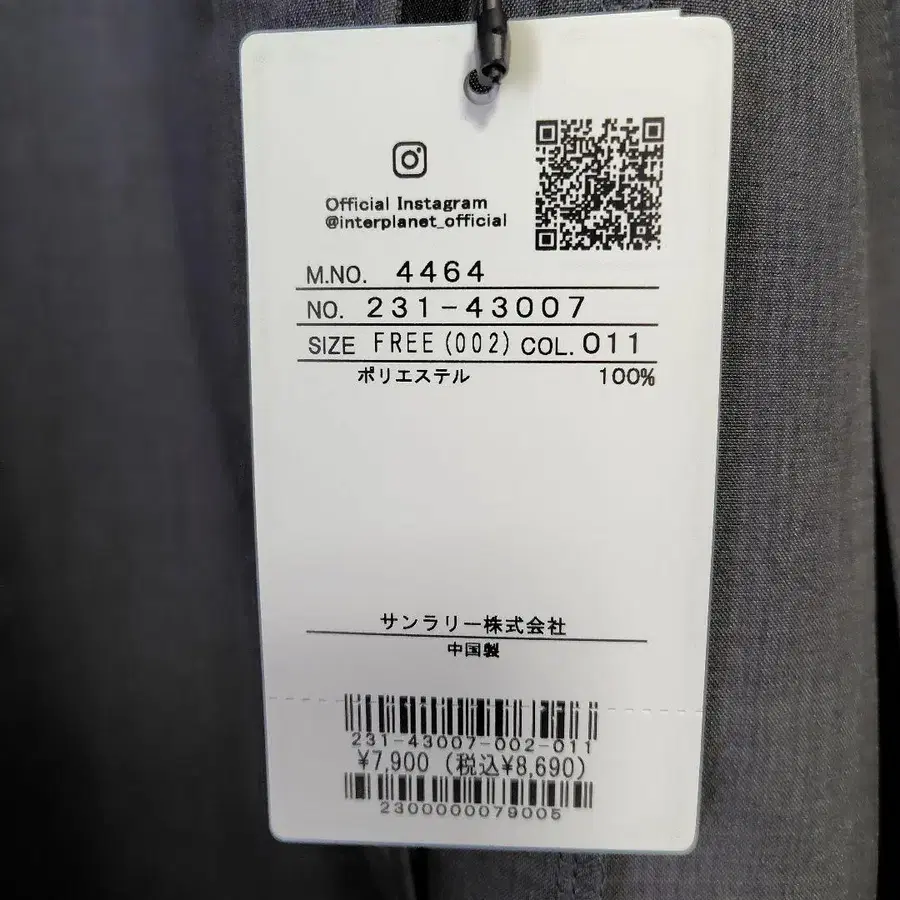 Official Instagram
@interplanet_official
M.NO. 4464
NO. 231-43007
SIZE FREE(002) COL. 011
ポリエステル 100%
サンラリー株式会社
中国製
231-43007-002-011
¥7,900 (税込¥8,690)
2300000079005